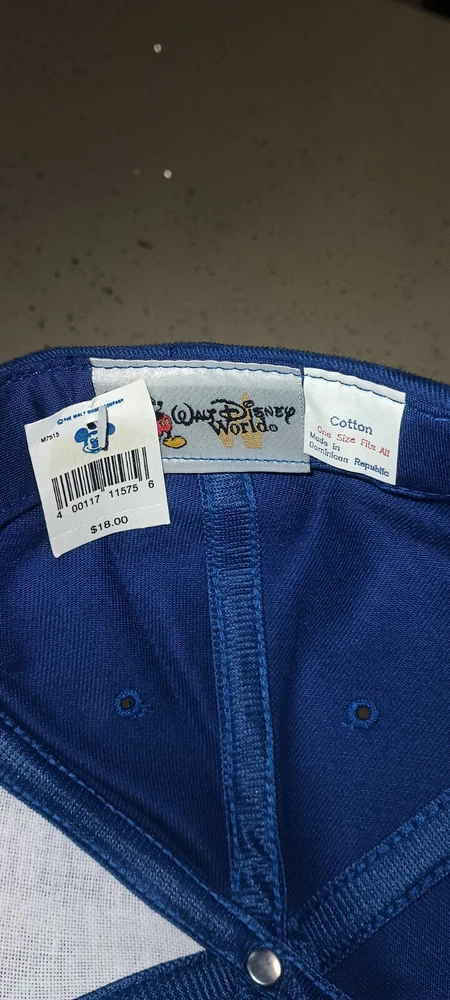 © THE WALT DISNEY COMPANY
M7515
4 00117 11575 6
$18.00
Walt Disney
World®
Cotton
One Size Fits All
Made in
Dominican Republic